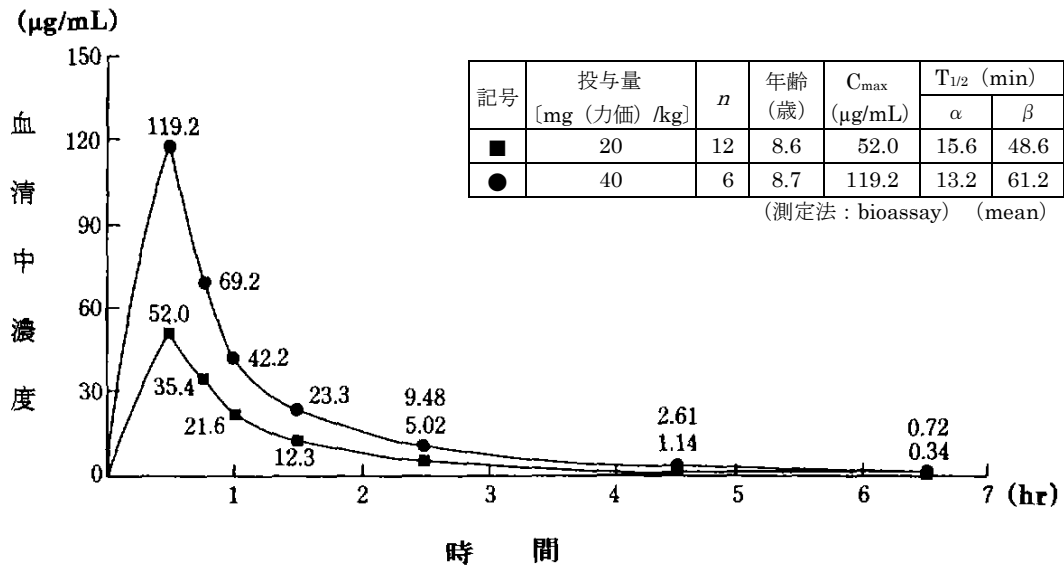 (μg/mL)
血清中濃度
150
120
90
60
30
0
119.2
69.2
42.2
23.3
9.48
2.61
0.72
52.0
35.4
21.6
12.3
5.02
1.14
0.34
1 2 3 4 5 6 7 (hr)
時間
記号 投与量 n 年齢 Cmax T1/2 (min)
〔mg（力価）/kg〕 (歳) (μg/mL) α β
■ 20 12 8.6 52.0 15.6 48.6
● 40 6 8.7 119.2 13.2 61.2
（測定法：bioassay） （mean）